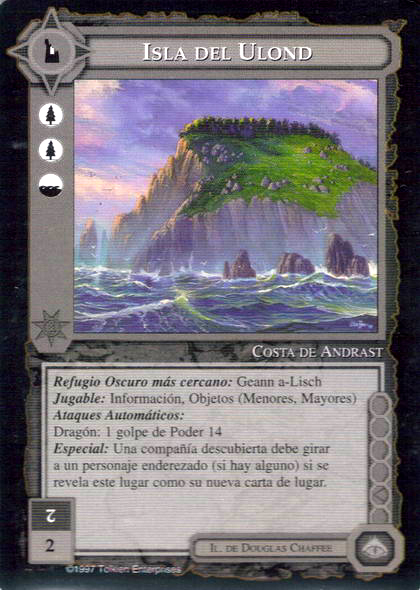 Isla del Ulond
Costa de Andrast
Refugio Oscuro más cercano: Geann a-Lisch
Jugable: Información, Objetos (Menores, Mayores)
Ataques Automáticos:
Dragón: 1 golpe de Poder 14
Especial: Una compañía descubierta debe girar
a un personaje enderezado (si hay alguno) si se
revela este lugar como su nueva carta de lugar.
2
2
Il. de Douglas Chaffee
©1997 Tolkien Enterprises